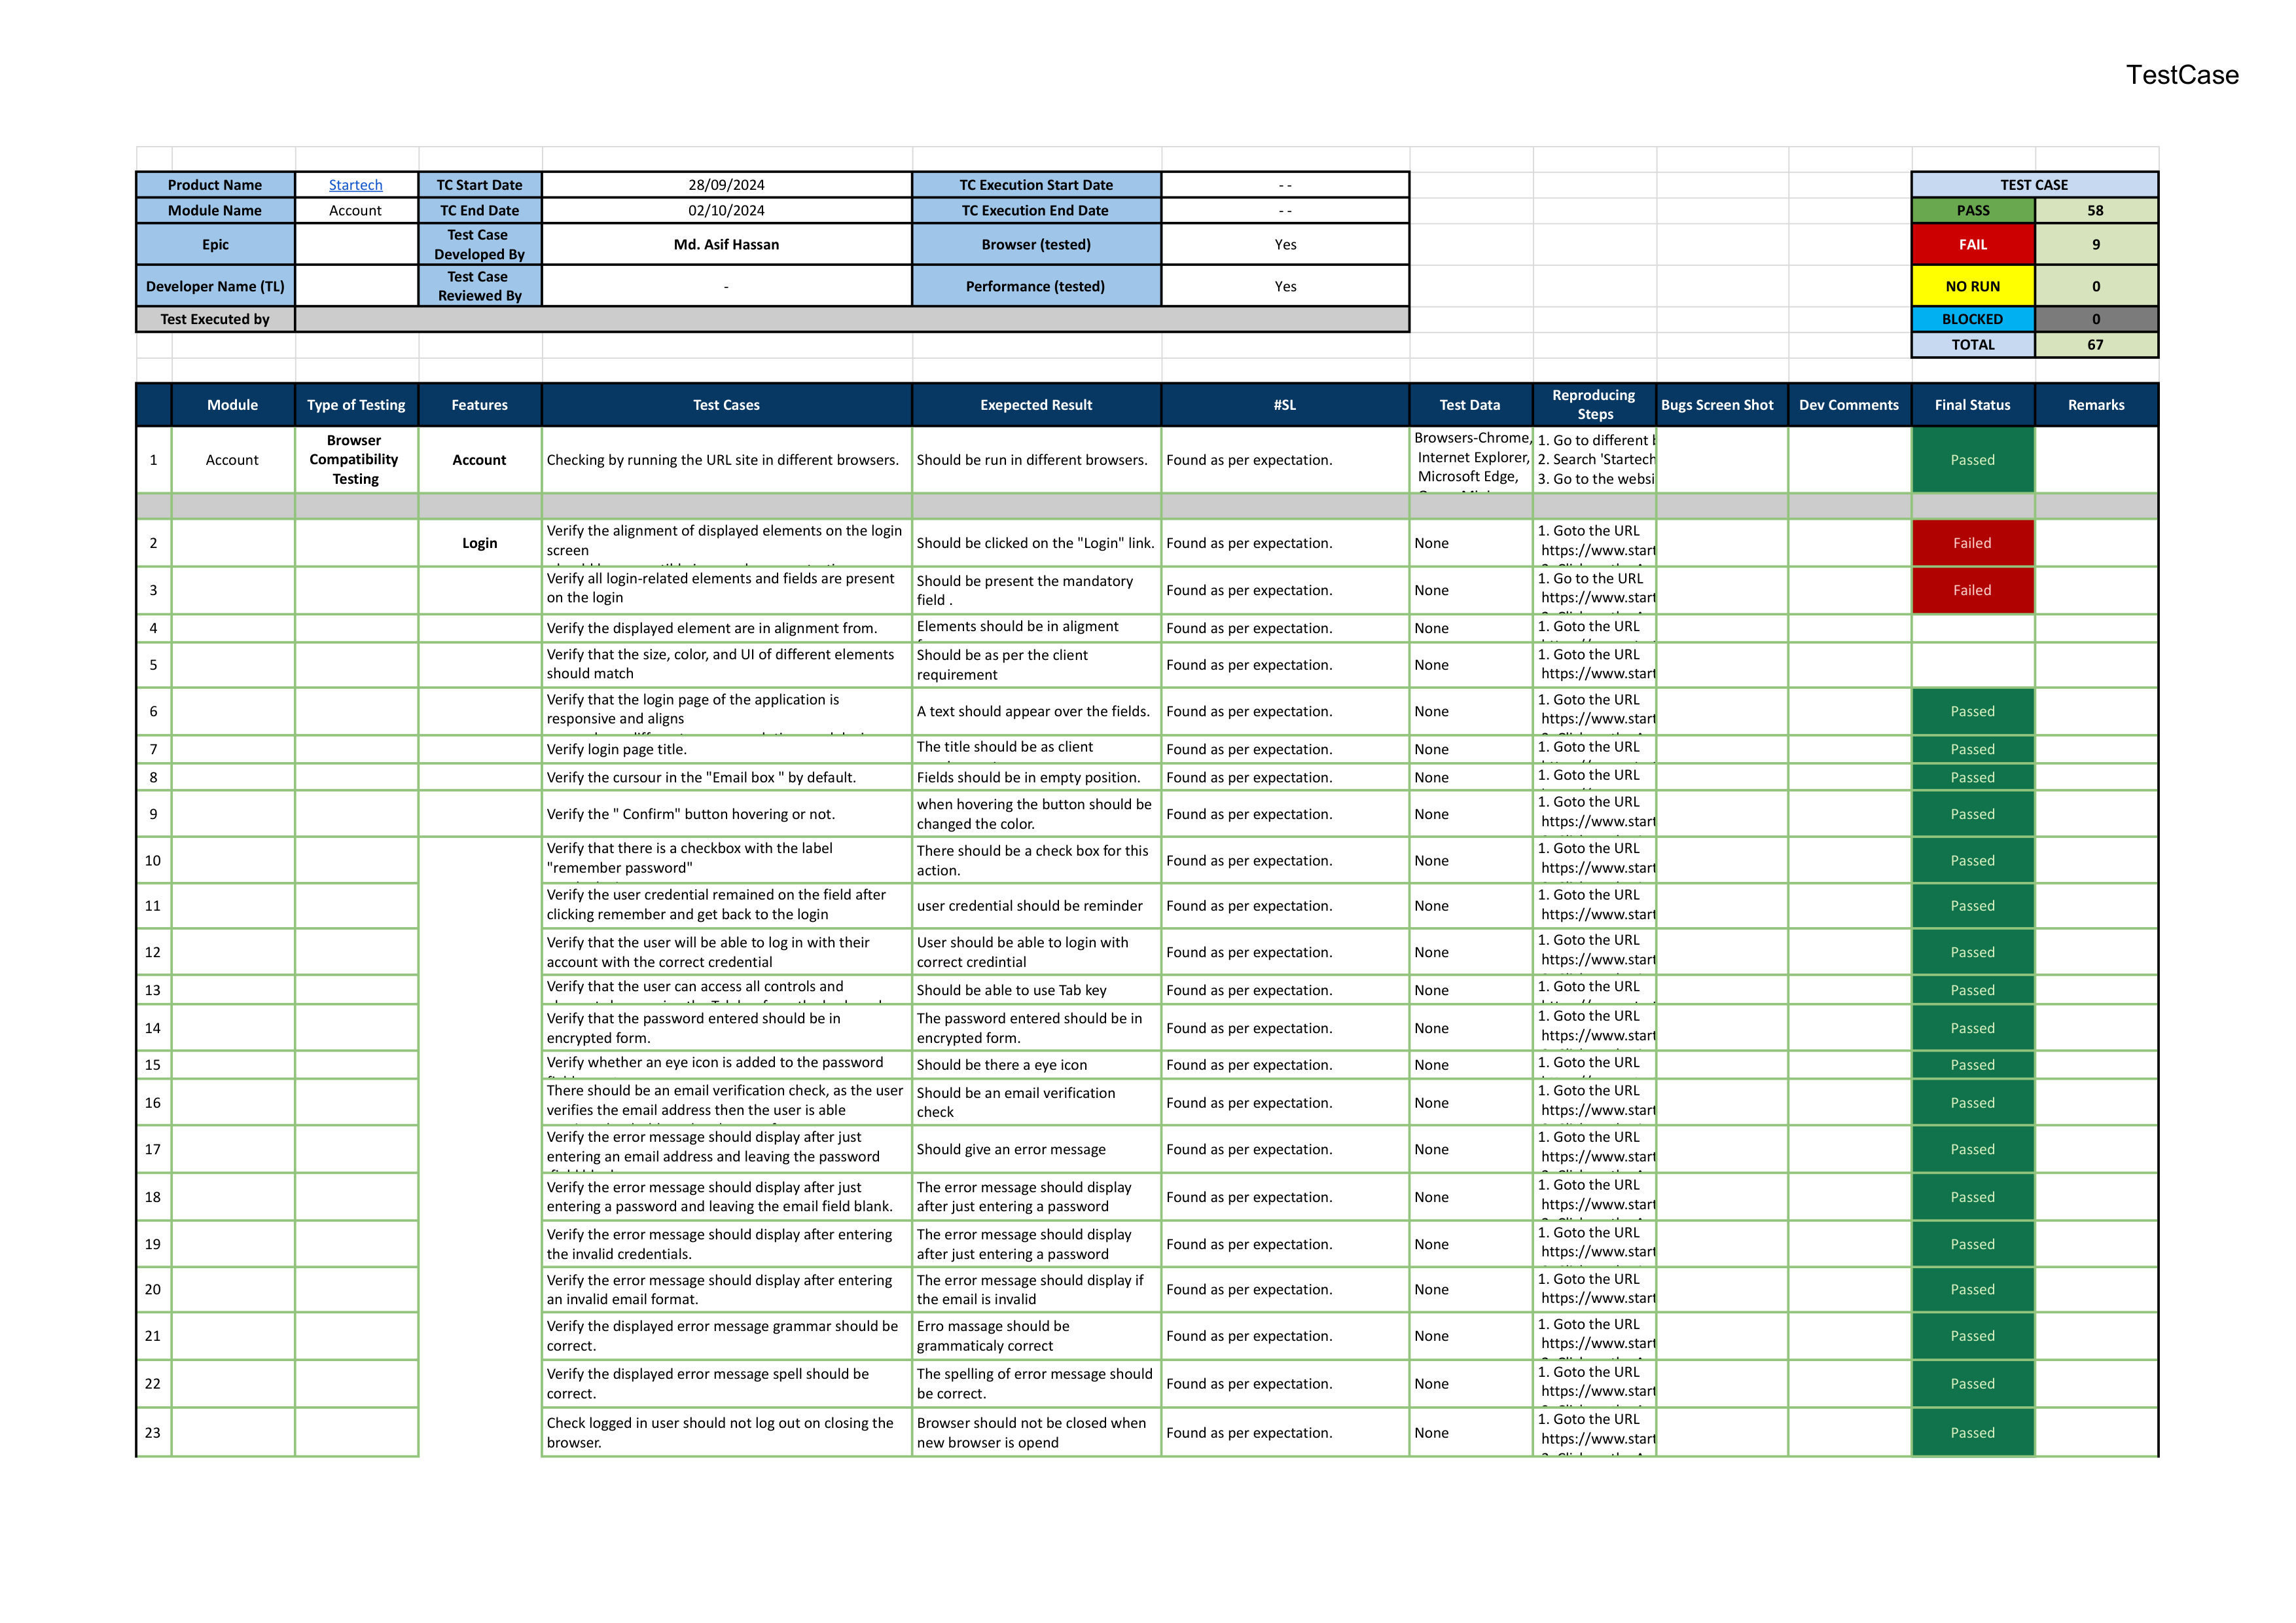 TestCase
Product Name Startech TC Start Date 28/09/2024 TC Execution Start Date - - TEST CASE
Module Name Account TC End Date 02/10/2024 TC Execution End Date - - PASS 58
Epic Test Case Developed By Md. Asif Hassan Browser (tested) Yes FAIL 9
Developer Name (TL) Test Case Reviewed By - Performance (tested) Yes NO RUN 0
Test Executed by BLOCKED 0
TOTAL 67
Module Type of Testing Features Test Cases Exepected Result #SL Test Data Reproducing Steps Bugs Screen Shot Dev Comments Final Status Remarks
1 Account Browser Compatibility Testing Account Checking by running the URL site in different browsers. Should be run in different browsers. Found as per expectation. Browsers-Chrome, Internet Explorer, Microsoft Edge, 1. Go to different 2. Search 'Startech 3. Go to the websi Passed
2 Login Verify the alignment of displayed elements on the login screen Should be clicked on the "Login" link. Found as per expectation. None 1. Goto the URL https://www.start Failed
3 Verify all login-related elements and fields are present on the login Should be present the mandatory field . Found as per expectation. None 1. Go to the URL https://www.start Failed
4 Verify the displayed element are in alignment from. Elements should be in aligment Found as per expectation. None 1. Goto the URL
5 Verify that the size, color, and UI of different elements should match Should be as per the client requirement Found as per expectation. None 1. Goto the URL https://www.start
6 Verify that the login page of the application is responsive and aligns A text should appear over the fields. Found as per expectation. None 1. Goto the URL https://www.start Passed
7 Verify login page title. The title should be as client Found as per expectation. None 1. Goto the URL Passed
8 Verify the cursour in the "Email box " by default. Fields should be in empty position. Found as per expectation. None 1. Goto the URL Passed
9 Verify the " Confirm" button hovering or not. when hovering the button should be changed the color. Found as per expectation. None 1. Goto the URL https://www.start Passed
10 Verify that there is a checkbox with the label "remember password" There should be a check box for this action. Found as per expectation. None 1. Goto the URL https://www.start Passed
11 Verify the user credential remained on the field after clicking remember and get back to the login user credential should be reminder Found as per expectation. None 1. Goto the URL https://www.start Passed
12 Verify that the user will be able to log in with their account with the correct credential User should be able to login with correct credintial Found as per expectation. None 1. Goto the URL https://www.start Passed
13 Verify that the user can access all controls and Should be able to use Tab key Found as per expectation. None 1. Goto the URL Passed
14 Verify that the password entered should be in encrypted form. The password entered should be in encrypted form. Found as per expectation. None 1. Goto the URL https://www.start Passed
15 Verify whether an eye icon is added to the password Should be there a eye icon Found as per expectation. None 1. Goto the URL Passed
16 There should be an email verification check, as the user verifies the email address then the user is able Should be an email verification check Found as per expectation. None 1. Goto the URL https://www.start Passed
17 Verify the error message should display after just entering an email address and leaving the password Should give an error message Found as per expectation. None 1. Goto the URL https://www.start Passed
18 Verify the error message should display after just entering a password and leaving the email field blank. The error message should display after just entering a password Found as per expectation. None 1. Goto the URL https://www.start Passed
19 Verify the error message should display after entering the invalid credentials. The error message should display after just entering a password Found as per expectation. None 1. Goto the URL https://www.start Passed
20 Verify the error message should display after entering an invalid email format. The error message should display if the email is invalid Found as per expectation. None 1. Goto the URL https://www.start Passed
21 Verify the displayed error message grammar should be correct. Erro massage should be grammaticaly correct Found as per expectation. None 1. Goto the URL https://www.start Passed
22 Verify the displayed error message spell should be correct. The spelling of error message should be correct. Found as per expectation. None 1. Goto the URL https://www.start Passed
23 Check logged in user should not log out on closing the browser. Browser should not be closed when new browser is opend Found as per expectation. None 1. Goto the URL https://www.start Passed